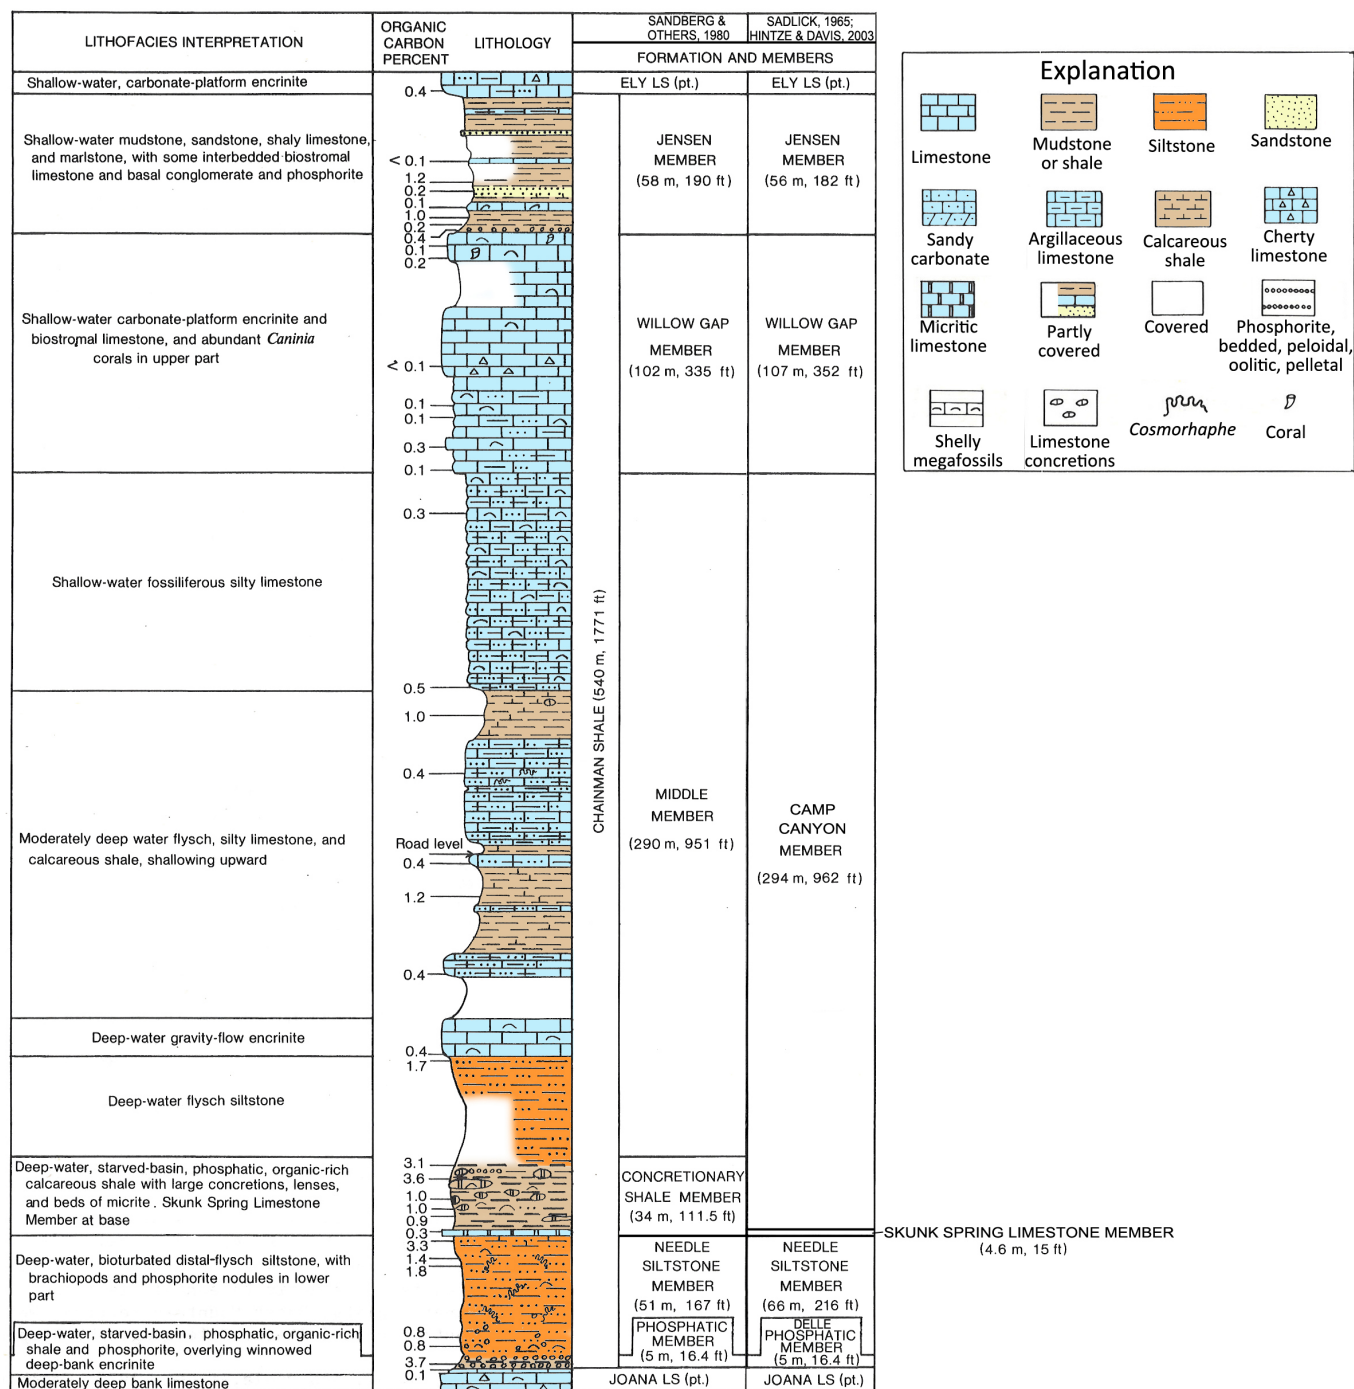 LITHOFACIES INTERPRETATION
ORGANIC
CARBON
PERCENT
LITHOLOGY
SANDBERG &
OTHERS, 1980
SADLICK, 1965;
HINTZE & DAVIS, 2003
FORMATION AND MEMBERS
Shallow-water, carbonate-platform encrinite
0.4
ELY LS (pt.)
ELY LS (pt.)
Shallow-water mudstone, sandstone, shaly limestone,
and marlstone, with some interbedded biostromal
limestone and basal conglomerate and phosphorite
< 0.1
1.2
0.2
0.1
1.0
0.2
JENSEN
MEMBER
(58 m, 190 ft)
JENSEN
MEMBER
(56 m, 182 ft)
0.4
0.1
0.2
Shallow-water carbonate-platform encrinite and
biostromal limestone, and abundant Caninia
corals in upper part
< 0.1
0.1
0.1
0.3
0.1
WILLOW GAP
MEMBER
(102 m, 335 ft)
WILLOW GAP
MEMBER
(107 m, 352 ft)
0.3
Shallow-water fossiliferous silty limestone
0.5
1.0
0.4
Road level
0.4
1.2
0.4
Moderately deep water flysch, silty limestone, and
calcareous shale, shallowing upward
CHAINMAN SHALE (540 m, 1771 ft)
MIDDLE
MEMBER
(290 m, 951 ft)
CAMP
CANYON
MEMBER
(294 m, 962 ft)
Deep-water gravity-flow encrinite
0.4
1.7
Deep-water flysch siltstone
3.1
3.6
1.0
1.0
0.9
0.3
Deep-water, starved-basin, phosphatic, organic-rich
calcareous shale with large concretions, lenses,
and beds of micrite. Skunk Spring Limestone
Member at base
CONCRETIONARY
SHALE MEMBER
(34 m, 111.5 ft)
SKUNK SPRING LIMESTONE MEMBER
(4.6 m, 15 ft)
3.3
1.4
1.8
Deep-water, bioturbated distal-flysch siltstone, with
brachiopods and phosphorite nodules in lower
part
NEEDLE
SILTSTONE
MEMBER
(51 m, 167 ft)
NEEDLE
SILTSTONE
MEMBER
(66 m, 216 ft)
Deep-water, starved-basin, phosphatic, organic-rich
shale and phosphorite, overlying winnowed
deep-bank encrinite
0.8
0.8
3.7
0.1
PHOSPHATIC
MEMBER
(5 m, 16.4 ft)
DELLE
PHOSPHATIC
MEMBER
(5 m, 16.4 ft)
Moderately deep bank limestone
JOANA LS (pt.)
JOANA LS (pt.)
Explanation
Limestone
Mudstone
or shale
Siltstone
Sandstone
Sandy
carbonate
Argillaceous
limestone
Calcareous
shale
Cherty
limestone
Micritic
limestone
Partly
covered
Covered
Phosphorite,
bedded, peloidal,
oolitic, pelletal
Shelly
megafossils
Limestone
concretions
Cosmorhaphe
Coral